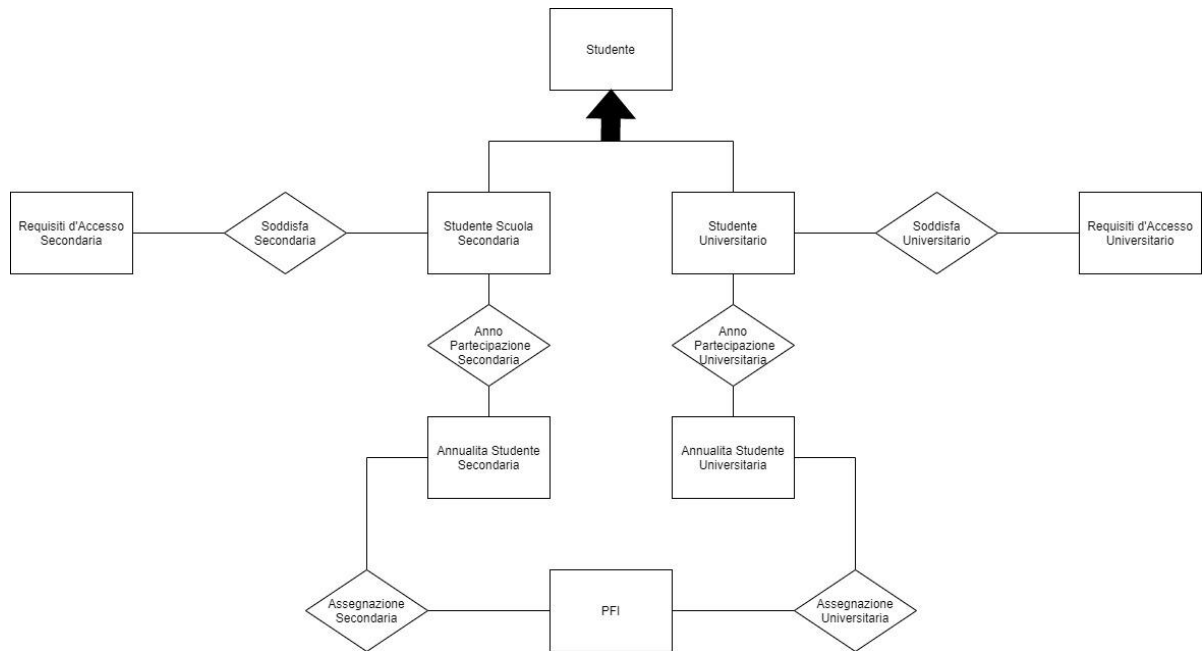 Studente
Requisiti d'Accesso
Secondaria
Soddisfa
Secondaria
Studente Scuola
Secondaria
Studente
Universitario
Soddisfa
Universitario
Requisiti d'Accesso
Universitario
Anno
Partecipazione
Secondaria
Anno
Partecipazione
Universitaria
Annualita Studente
Secondaria
Annualita Studente
Universitaria
Assegnazione
Secondaria
PFI
Assegnazione
Universitaria